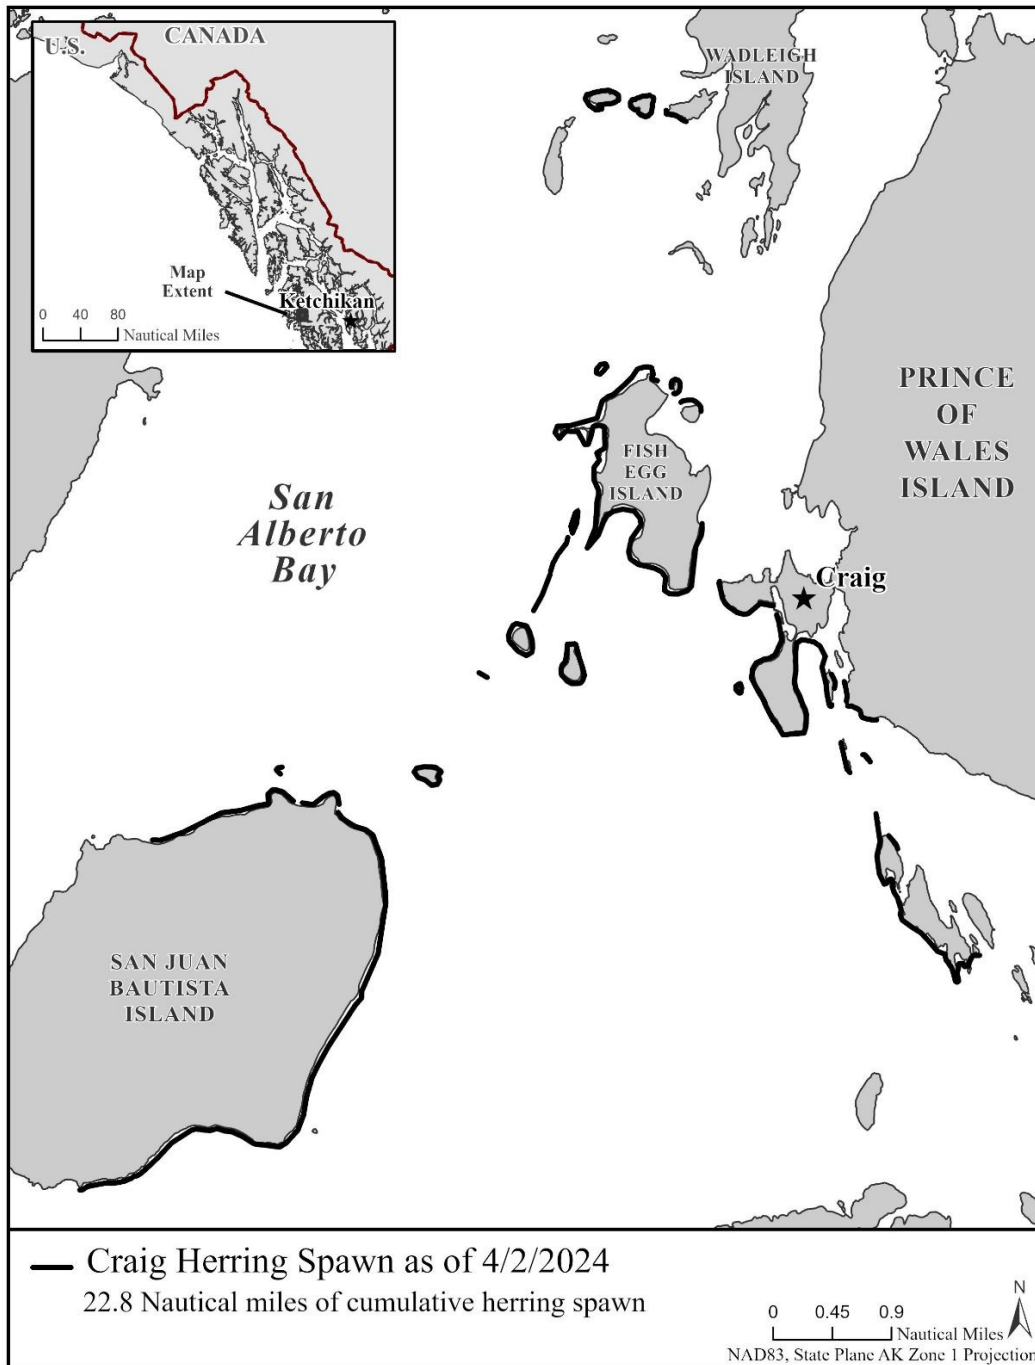 CANADA
U.S.
Map
Extent
Ketchikan
0 40 80
Nautical Miles
WADLEIGH
ISLAND
PRINCE
OF
WALES
ISLAND
FISH
EGG
ISLAND
San
Alberto
Bay
Craig
SAN JUAN
BAUTISTA
ISLAND
Craig Herring Spawn as of 4/2/2024
22.8 Nautical miles of cumulative herring spawn
N
0 0.45 0.9
Nautical Miles
NAD83, State Plane AK Zone 1 Projection